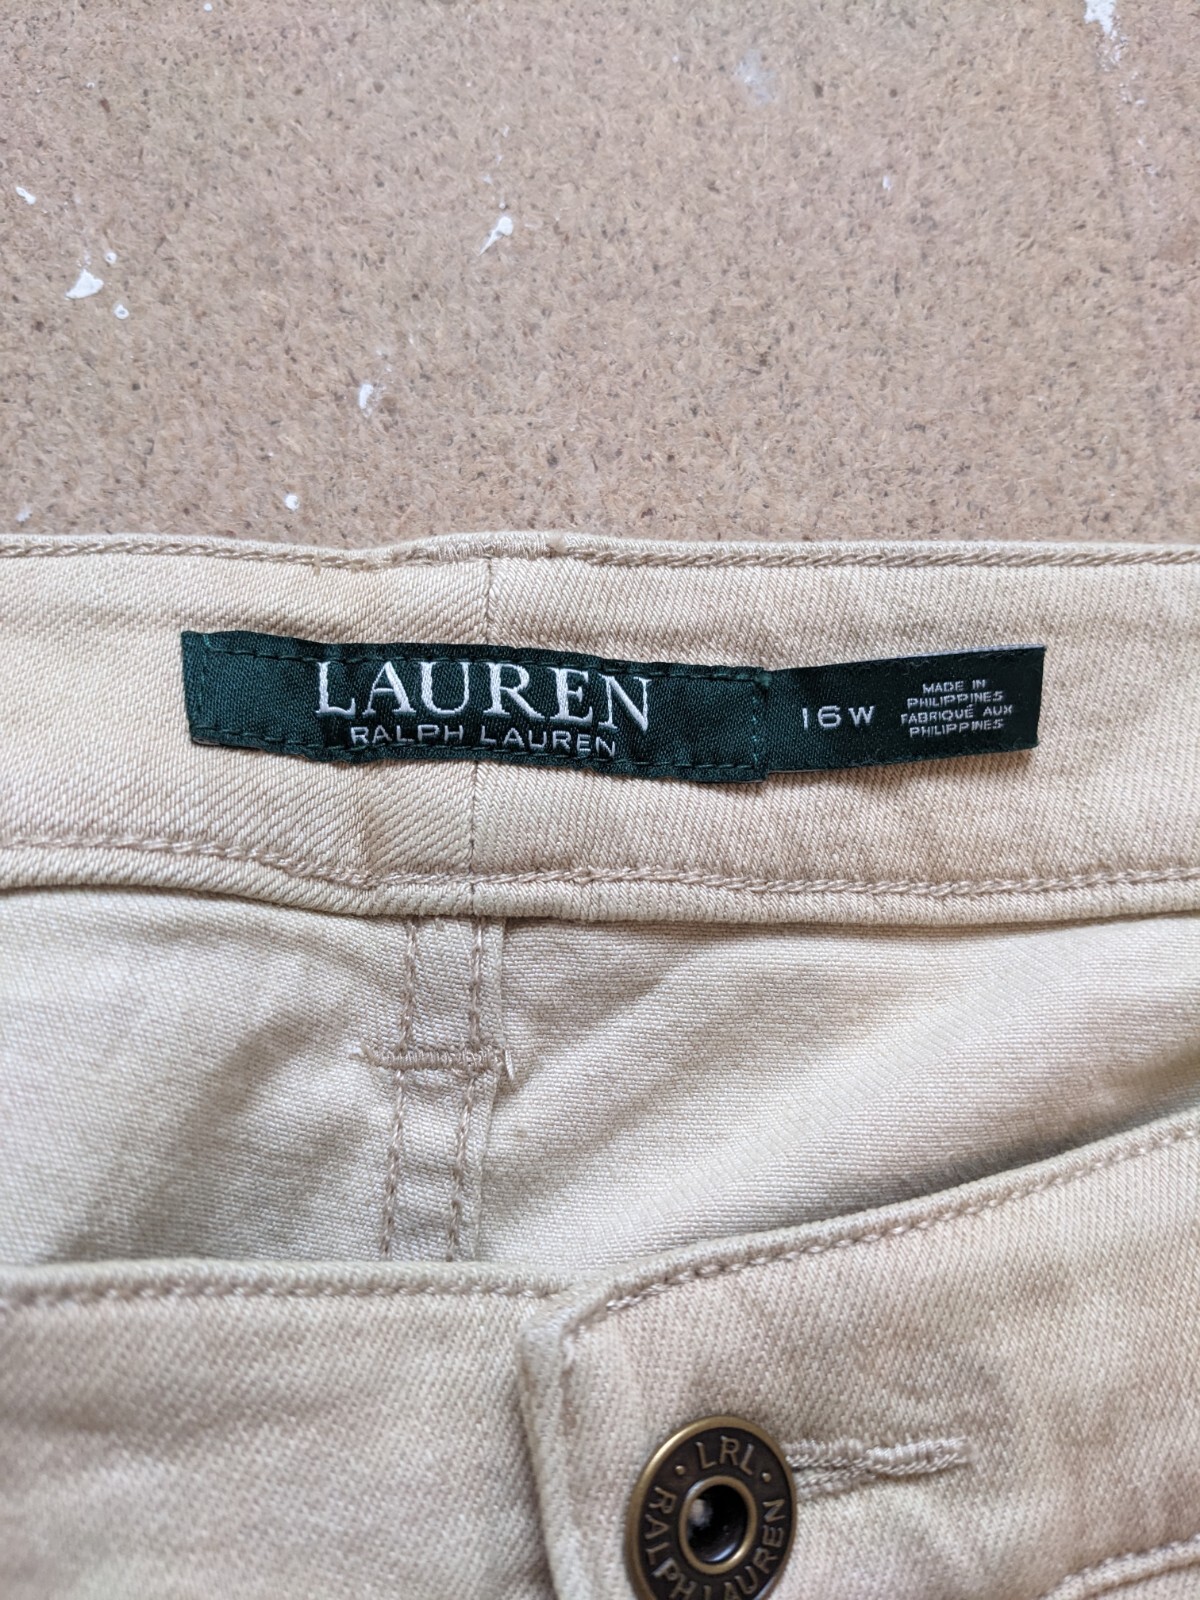 LAUREN
RALPH LAUREN
16W
MADE IN
PHILIPPINES
FABRIQUÉ AUX
PHILIPPINES
· LRL ·
RALPH LAUREN